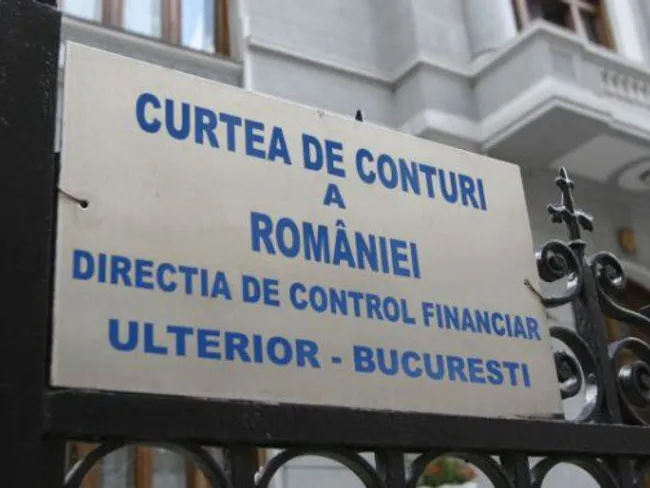 CURTEA DE CONTURI
A
ROMÂNIEI
DIRECTIA DE CONTROL FINANCIAR
ULTERIOR - BUCURESTI